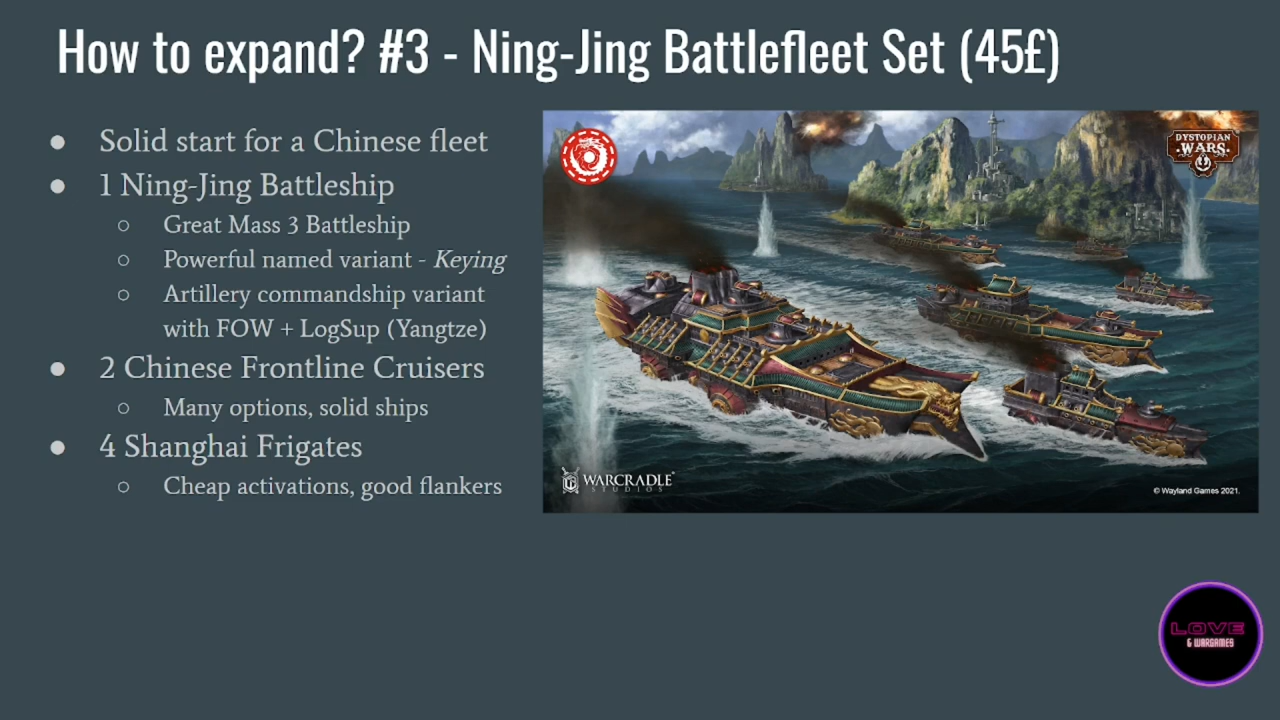 How to expand? #3 - Ning-Jing Battlefleet Set (45£)
● Solid start for a Chinese fleet
● 1 Ning-Jing Battleship
○ Great Mass 3 Battleship
○ Powerful named variant - Keying
○ Artillery commandship variant
with FOW + LogSup (Yangtze)
● 2 Chinese Frontline Cruisers
○ Many options, solid ships
● 4 Shanghai Frigates
○ Cheap activations, good flankers
DYSTOPIAN
WARS
WARCRADLE
STUDIOS
© Wayland Games 2021.
LOVE
& WARGAMES